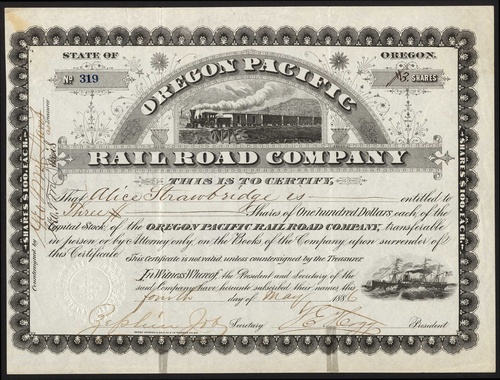 STATE OF
OREGON.
No 319
SHARES
OREGON PACIFIC
RAIL ROAD COMPANY
THIS IS TO CERTIFY,
That Alice Strawbridge is entitled to
Three Shares of One Hundred Dollars each of the
Capital Stock of the OREGON PACIFIC RAIL ROAD COMPANY, transferable
in person or by Attorney only on the Books of the Company upon surrender of
this Certificate This Certificate is not valid unless countersigned by the Treasurer
In Witness Whereof, the President and Secretary of the
said Company have hereunto subscribed their names this
fourth day of May 1886
Secretary
President
SHARES $100. EACH.
SHARES $100. EACH.
Countersigned by
Treasurer